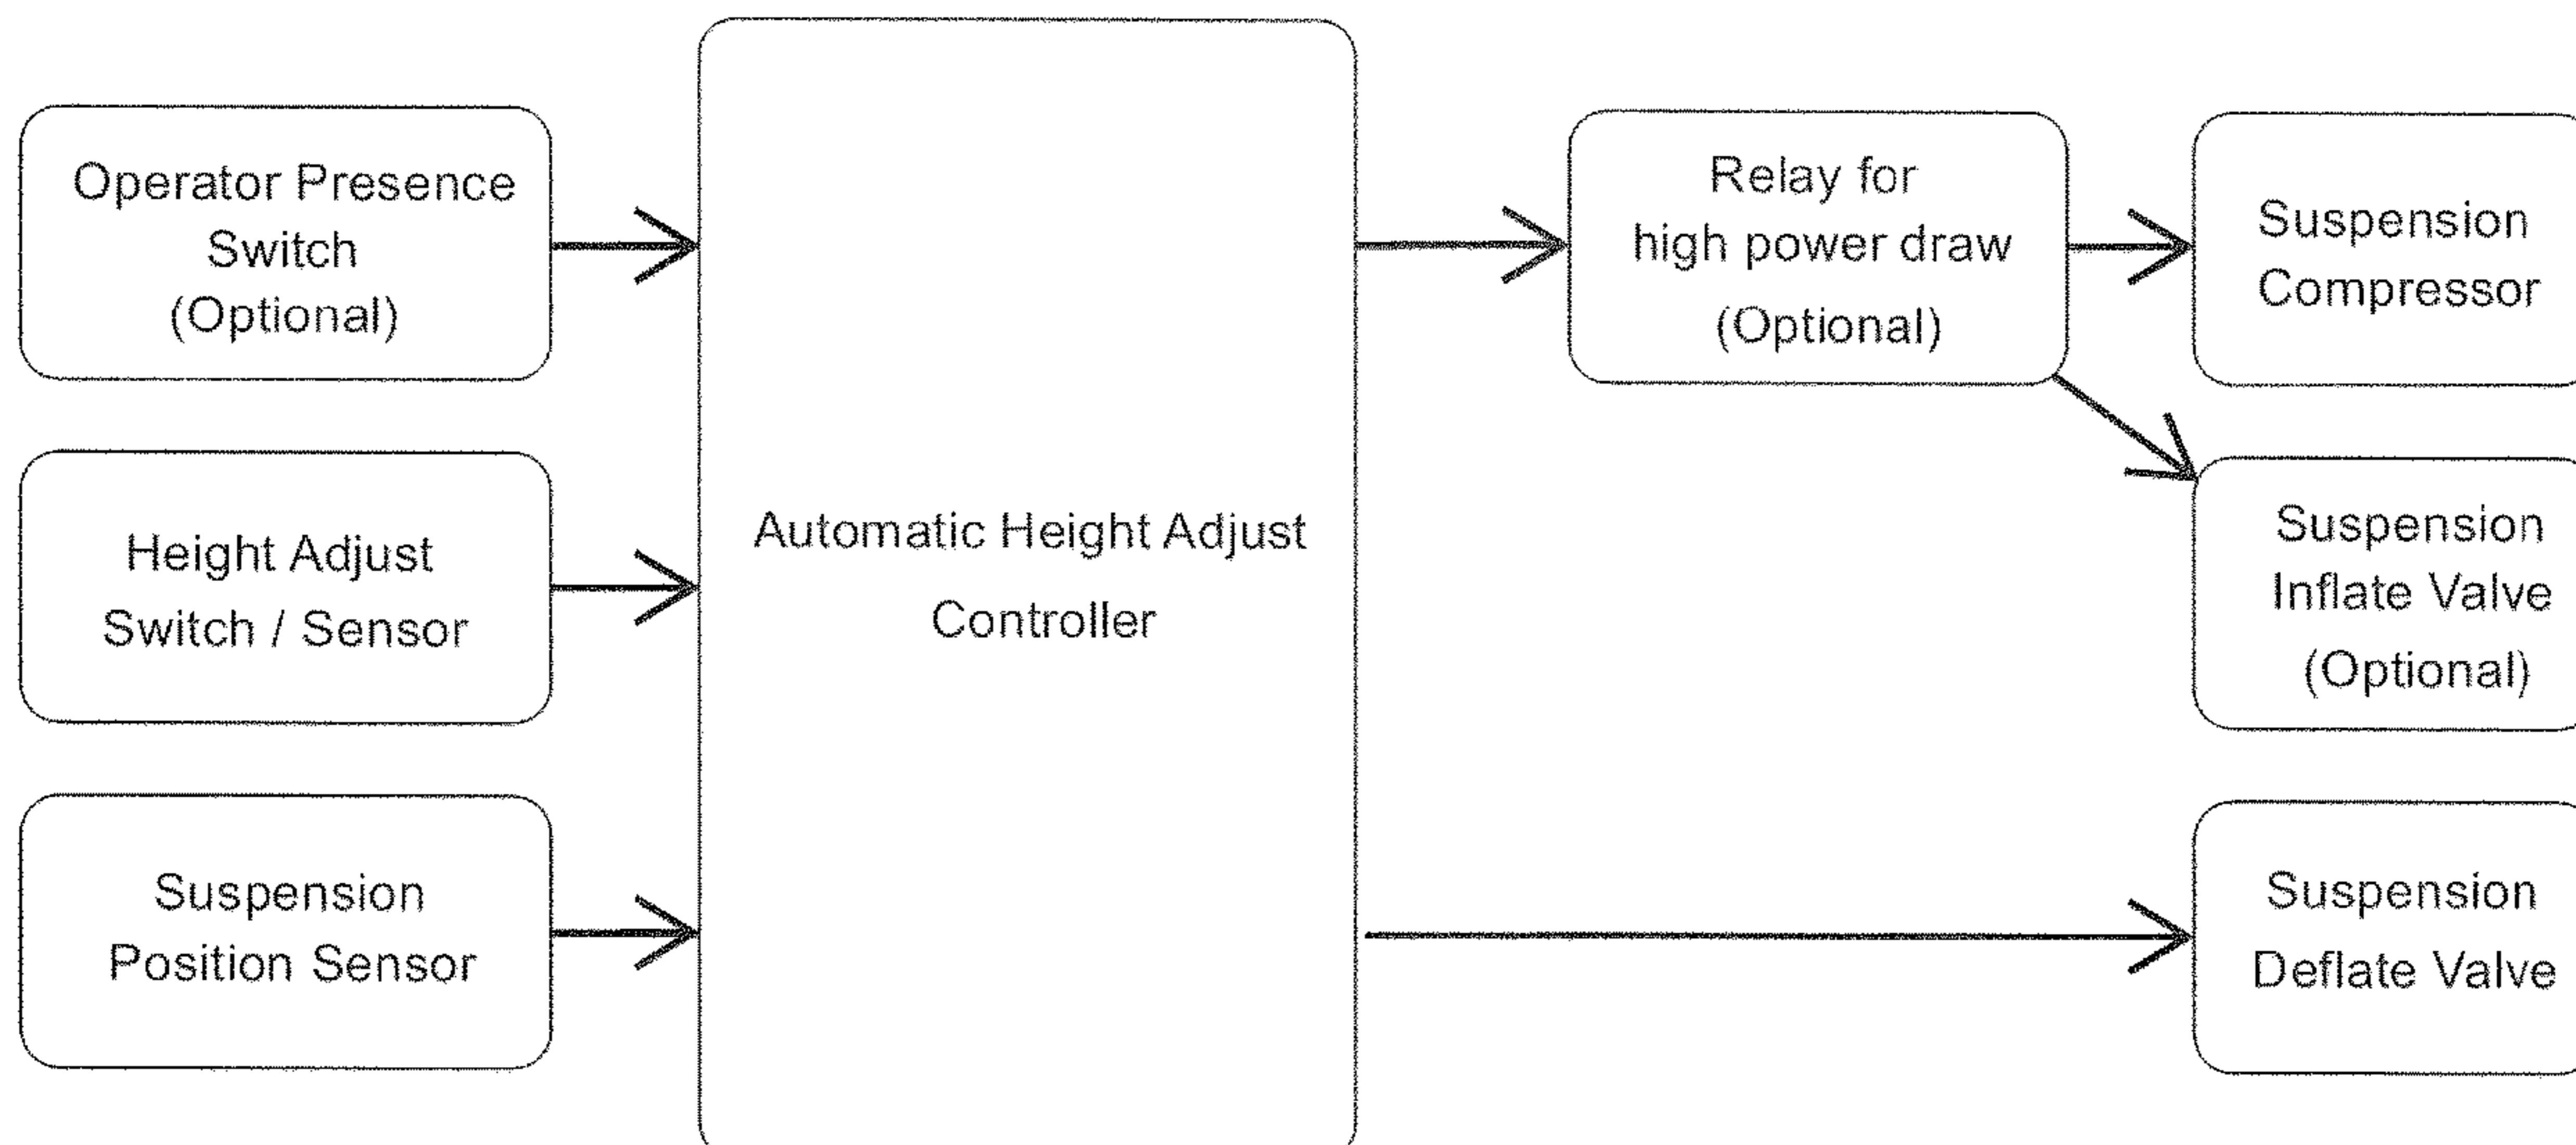 Operator Presence
Switch
(Optional)
Height Adjust
Switch / Sensor
Suspension
Position Sensor
Automatic Height Adjust
Controller
Relay for
high power draw
(Optional)
Suspension
Compressor
Suspension
Inflate Valve
(Optional)
Suspension
Deflate Valve